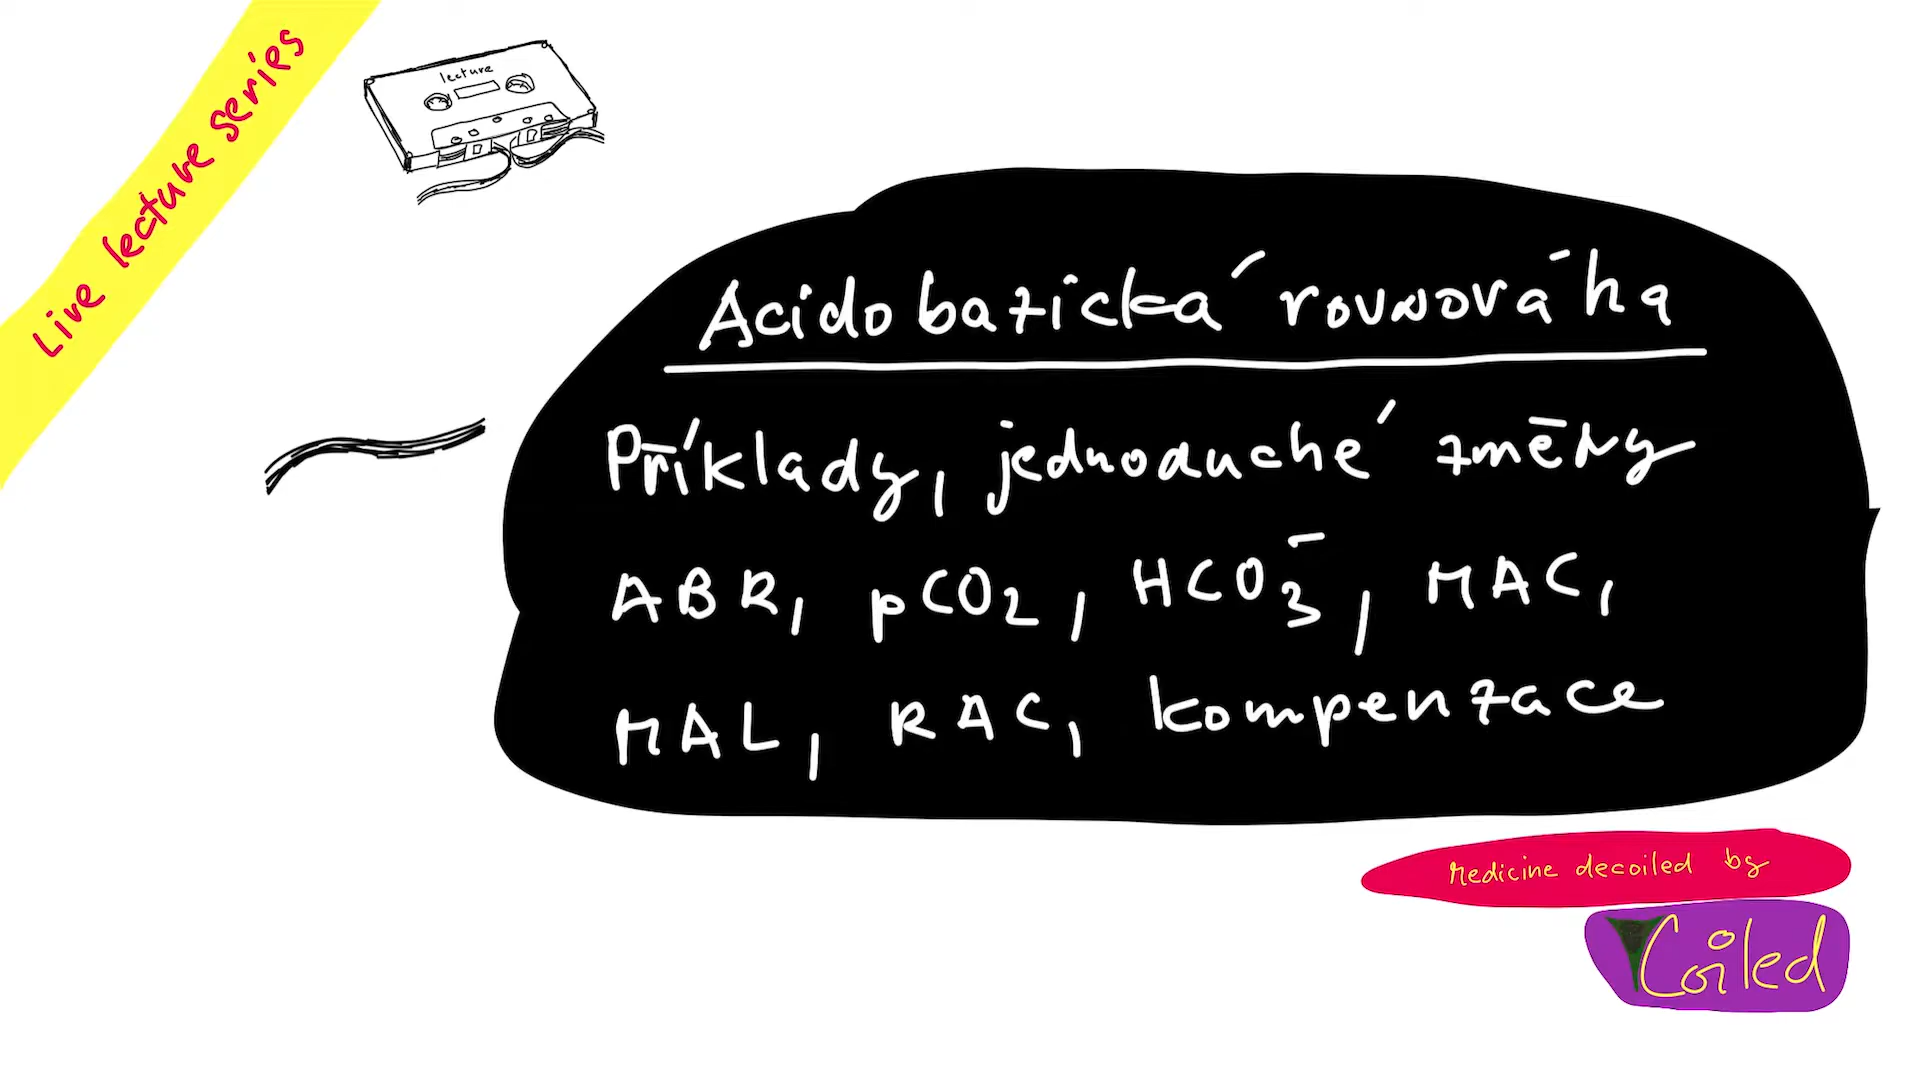 Live lecture series
lecture
Acidobazická rovnováha
Příklady, jednoduché změny
ABR, pCO2, HCO3⁻, MAC,
MAL, RAC, kompenzace
Medicine decoiled by
Coiled